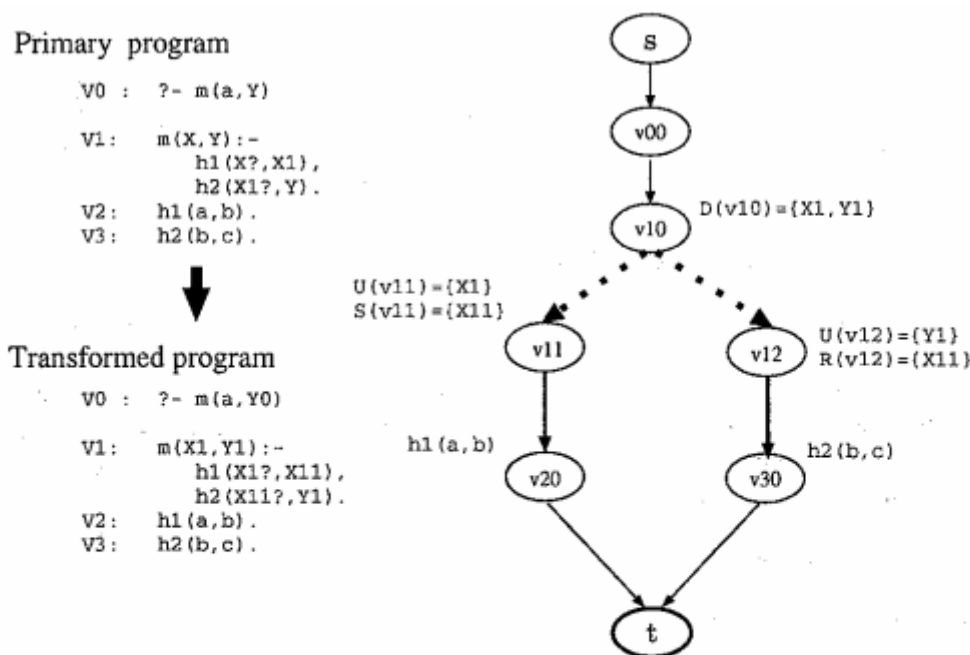 Primary program
V0 : ?- m(a,Y)
V1: m(X,Y):-
h1(X?,X1),
h2(X1?,Y).
V2: h1(a,b).
V3: h2(b,c).
Transformed program
V0 : ?- m(a,Y0)
V1: m(X1,Y1):-
h1(X1?,X11),
h2(X11?,Y1).
V2: h1(a,b).
V3: h2(b,c).
s
v00
v10
D(v10)={X1,Y1}
U(v11)={X1}
S(v11)={X11}
v11
v12
U(v12)={Y1}
R(v12)={X11}
h1(a,b)
v20
v30
h2(b,c)
t